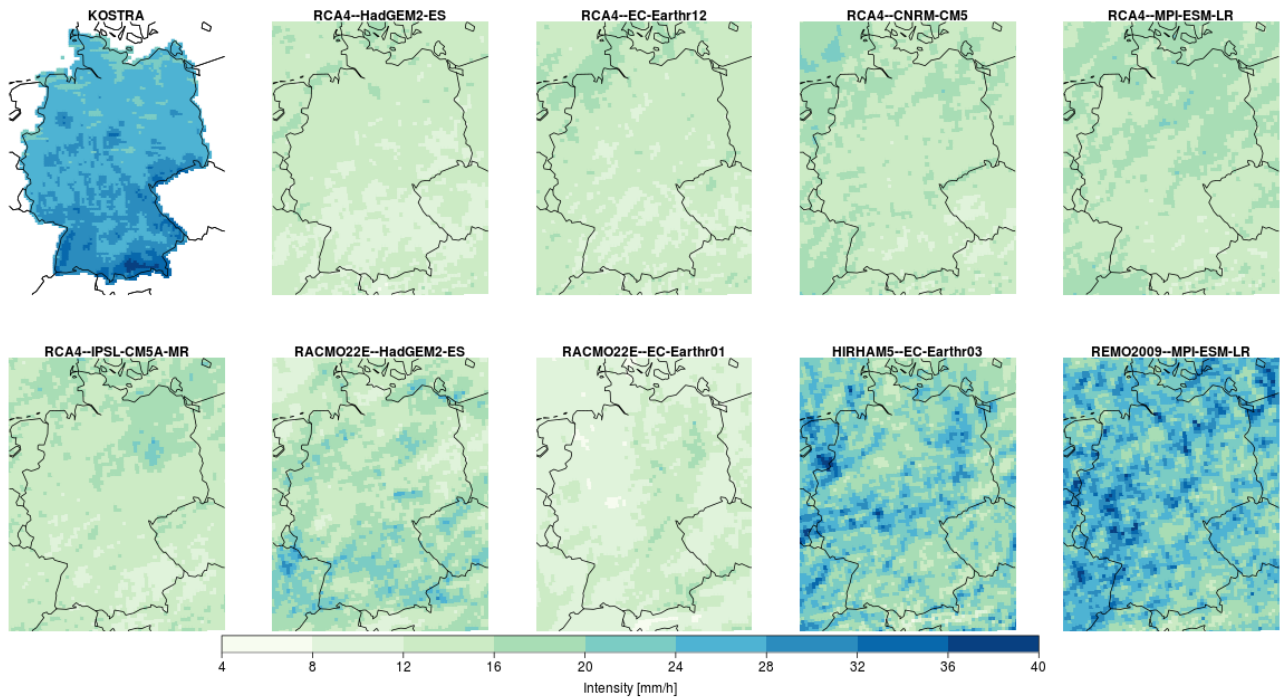 KOSTRA
RCA4--HadGEM2-ES
RCA4--EC-Earthr12
RCA4--CNRM-CM5
RCA4--MPI-ESM-LR
RCA4--IPSL-CM5A-MR
RACMO22E--HadGEM2-ES
RACMO22E--EC-Earthr01
HIRHAM5--EC-Earthr03
REMO2009--MPI-ESM-LR
4 8 12 16 20 24 28 32 36 40
Intensity [mm/h]